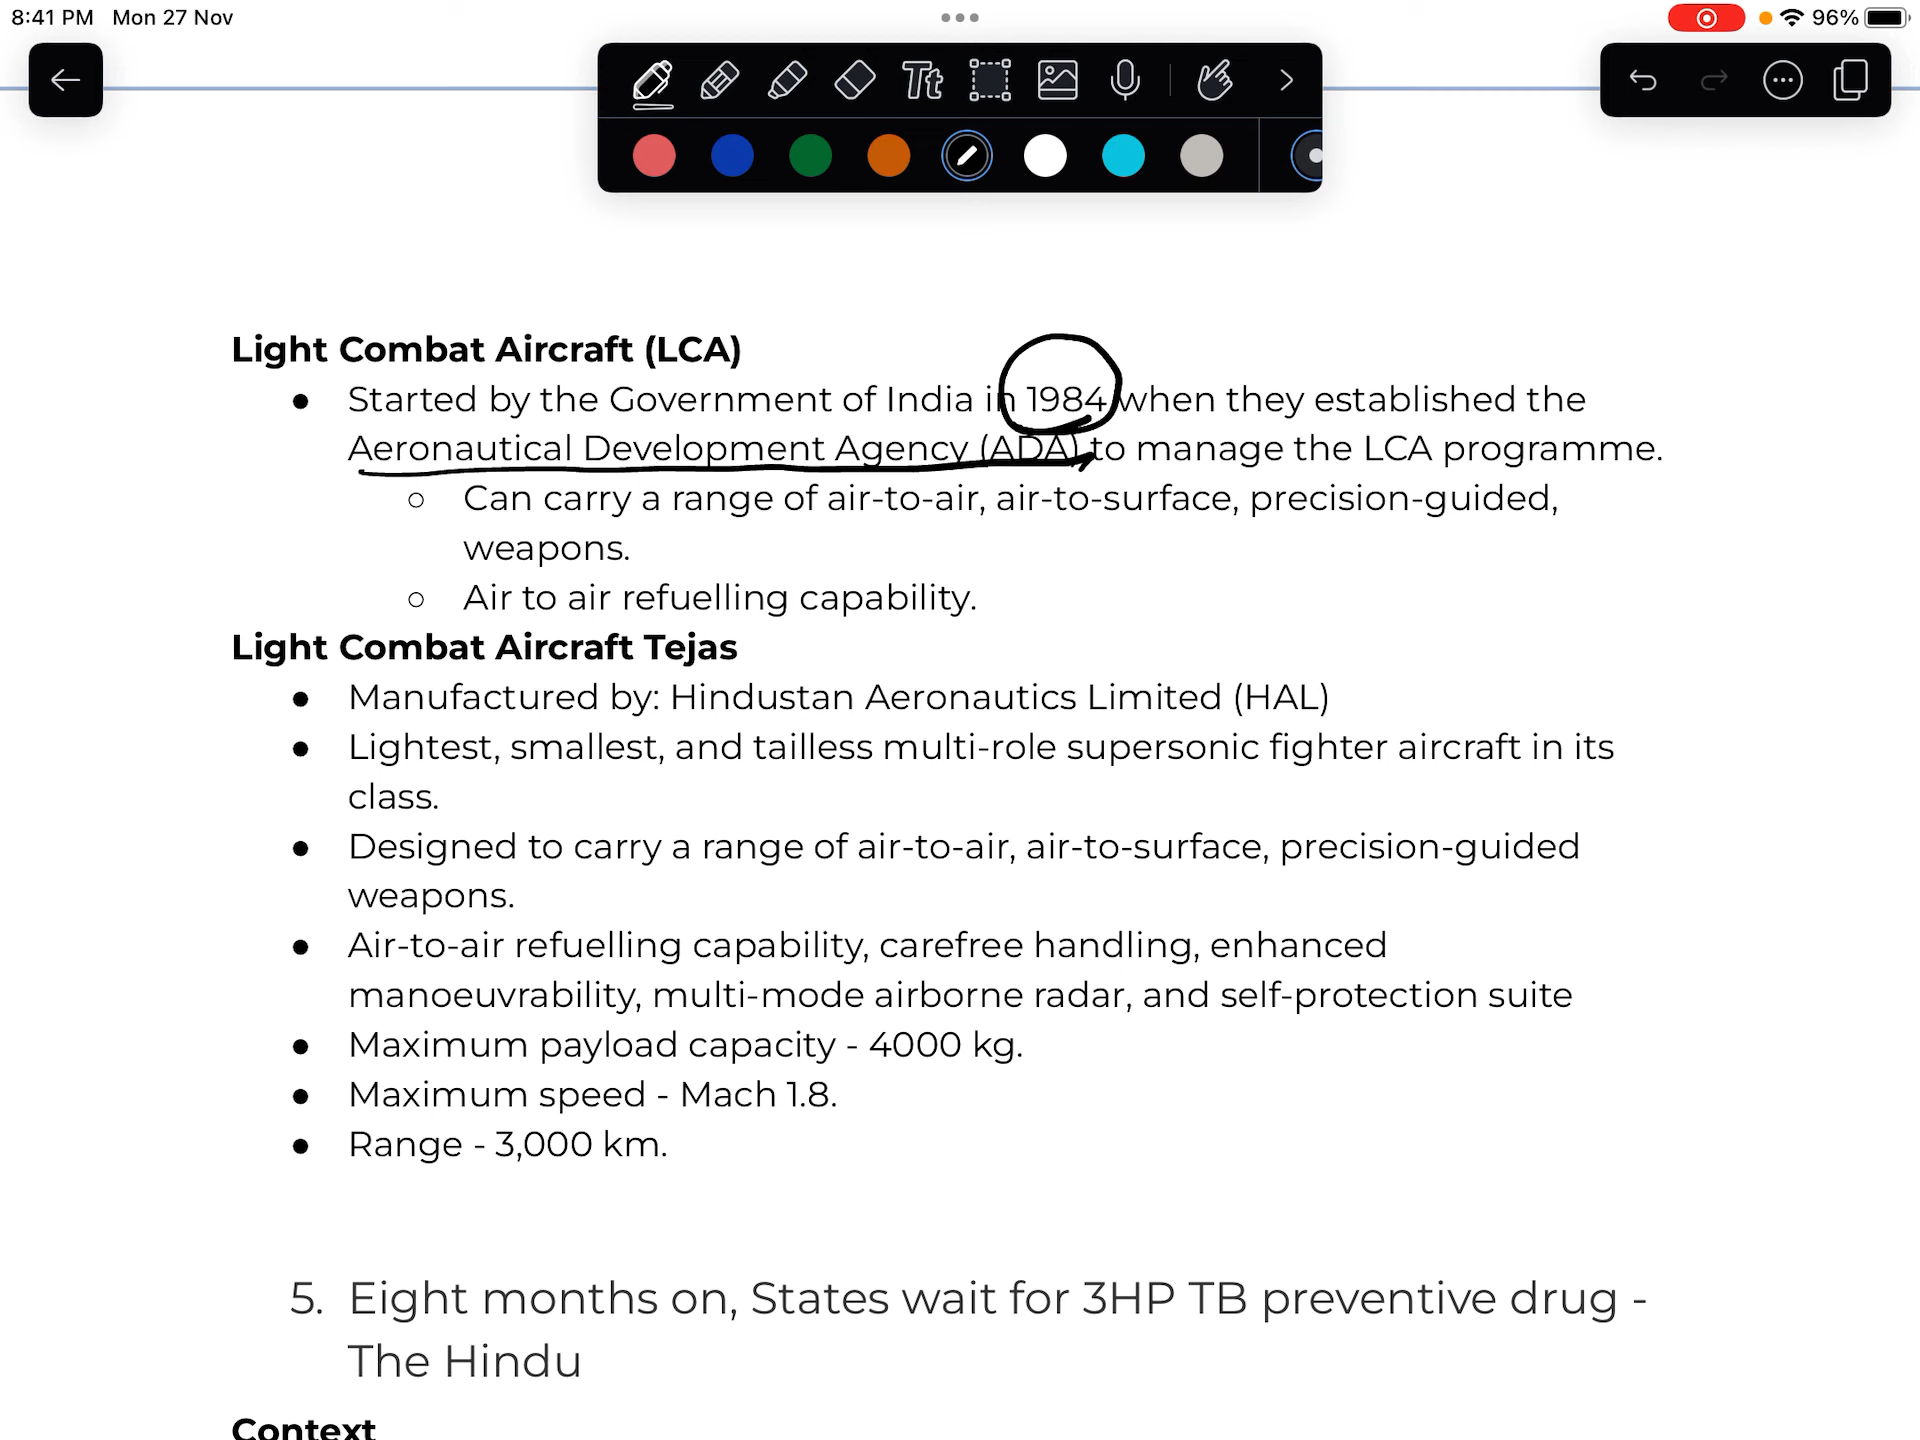 8:41 PM Mon 27 Nov
96%
Tt
Light Combat Aircraft (LCA)
● Started by the Government of India in 1984 when they established the
Aeronautical Development Agency (ADA) to manage the LCA programme.
○ Can carry a range of air-to-air, air-to-surface, precision-guided,
weapons.
○ Air to air refuelling capability.
Light Combat Aircraft Tejas
● Manufactured by: Hindustan Aeronautics Limited (HAL)
● Lightest, smallest, and tailless multi-role supersonic fighter aircraft in its
class.
● Designed to carry a range of air-to-air, air-to-surface, precision-guided
weapons.
● Air-to-air refuelling capability, carefree handling, enhanced
manoeuvrability, multi-mode airborne radar, and self-protection suite
● Maximum payload capacity - 4000 kg.
● Maximum speed - Mach 1.8.
● Range - 3,000 km.
5. Eight months on, States wait for 3HP TB preventive drug -
The Hindu
Context